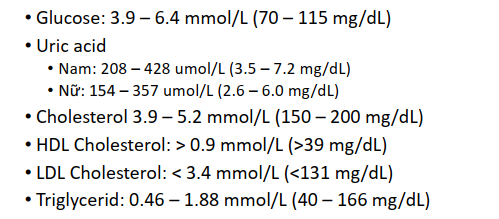 • Glucose: 3.9 – 6.4 mmol/L (70 – 115 mg/dL)
• Uric acid
• Nam: 208 – 428 umol/L (3.5 – 7.2 mg/dL)
• Nữ: 154 – 357 umol/L (2.6 – 6.0 mg/dL)
• Cholesterol 3.9 – 5.2 mmol/L (150 – 200 mg/dL)
• HDL Cholesterol: > 0.9 mmol/L (>39 mg/dL)
• LDL Cholesterol: < 3.4 mmol/L (<131 mg/dL)
• Triglycerid: 0.46 – 1.88 mmol/L (40 – 166 mg/dL)